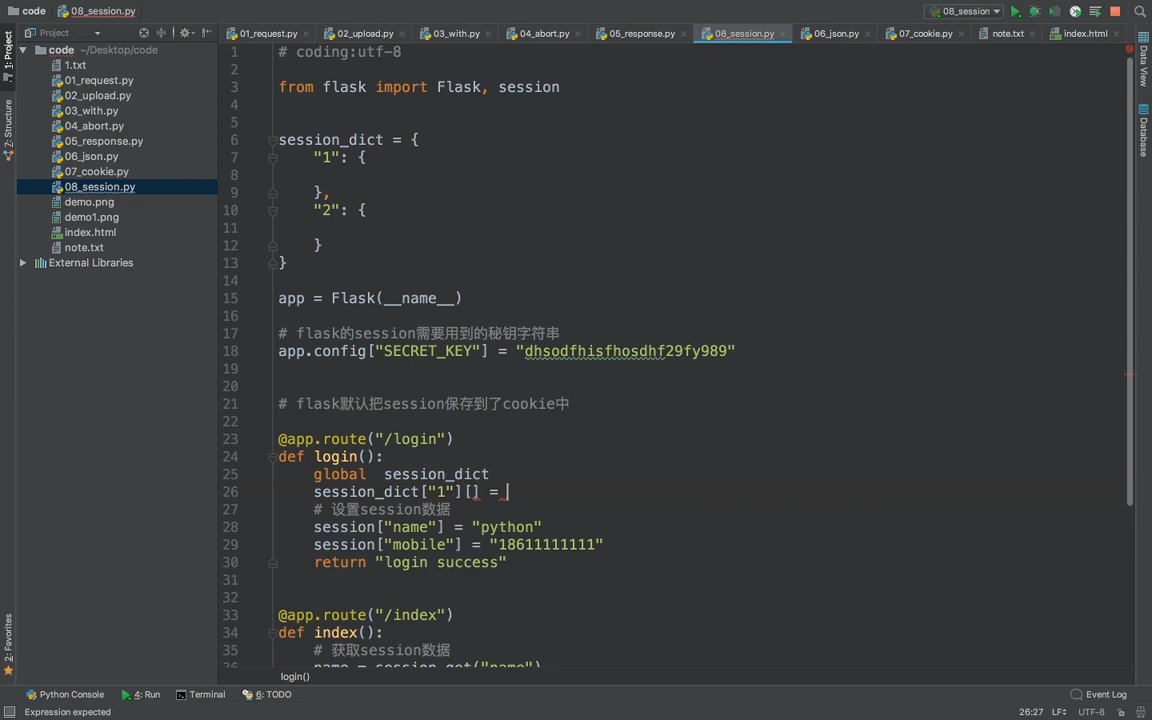 code 08_session.py 08_session
Project
01_request.py 02_upload.py 03_with.py 04_abort.py 05_response.py 08_session.py 06_json.py 07_cookie.py note.txt index.html
1: Project
Z: Structure
2: Favorites
Data View
Database
code ~/Desktop/code
1.txt
01_request.py
02_upload.py
03_with.py
04_abort.py
05_response.py
06_json.py
07_cookie.py
08_session.py
demo.png
demo1.png
index.html
note.txt
External Libraries
1 # coding:utf-8
2
3 from flask import Flask, session
4
5
6 session_dict = {
7 "1": {
8
9 },
10 "2": {
11
12 }
13 }
14
15 app = Flask(__name__)
16
17 # flask的session需要用到的秘钥字符串
18 app.config["SECRET_KEY"] = "dhsodfhisfhosdhf29fy989"
19
20
21 # flask默认把session保存到了cookie中
22
23 @app.route("/login")
24 def login():
25 global session_dict
26 session_dict["1"][] =
27 # 设置session数据
28 session["name"] = "python"
29 session["mobile"] = "18611111111"
30 return "login success"
31
32
33 @app.route("/index")
34 def index():
35 # 获取session数据
36 name = session.get("name")
login()
Python Console 4: Run Terminal 6: TODO Event Log
Expression expected 26:27 LF÷ UTF-8